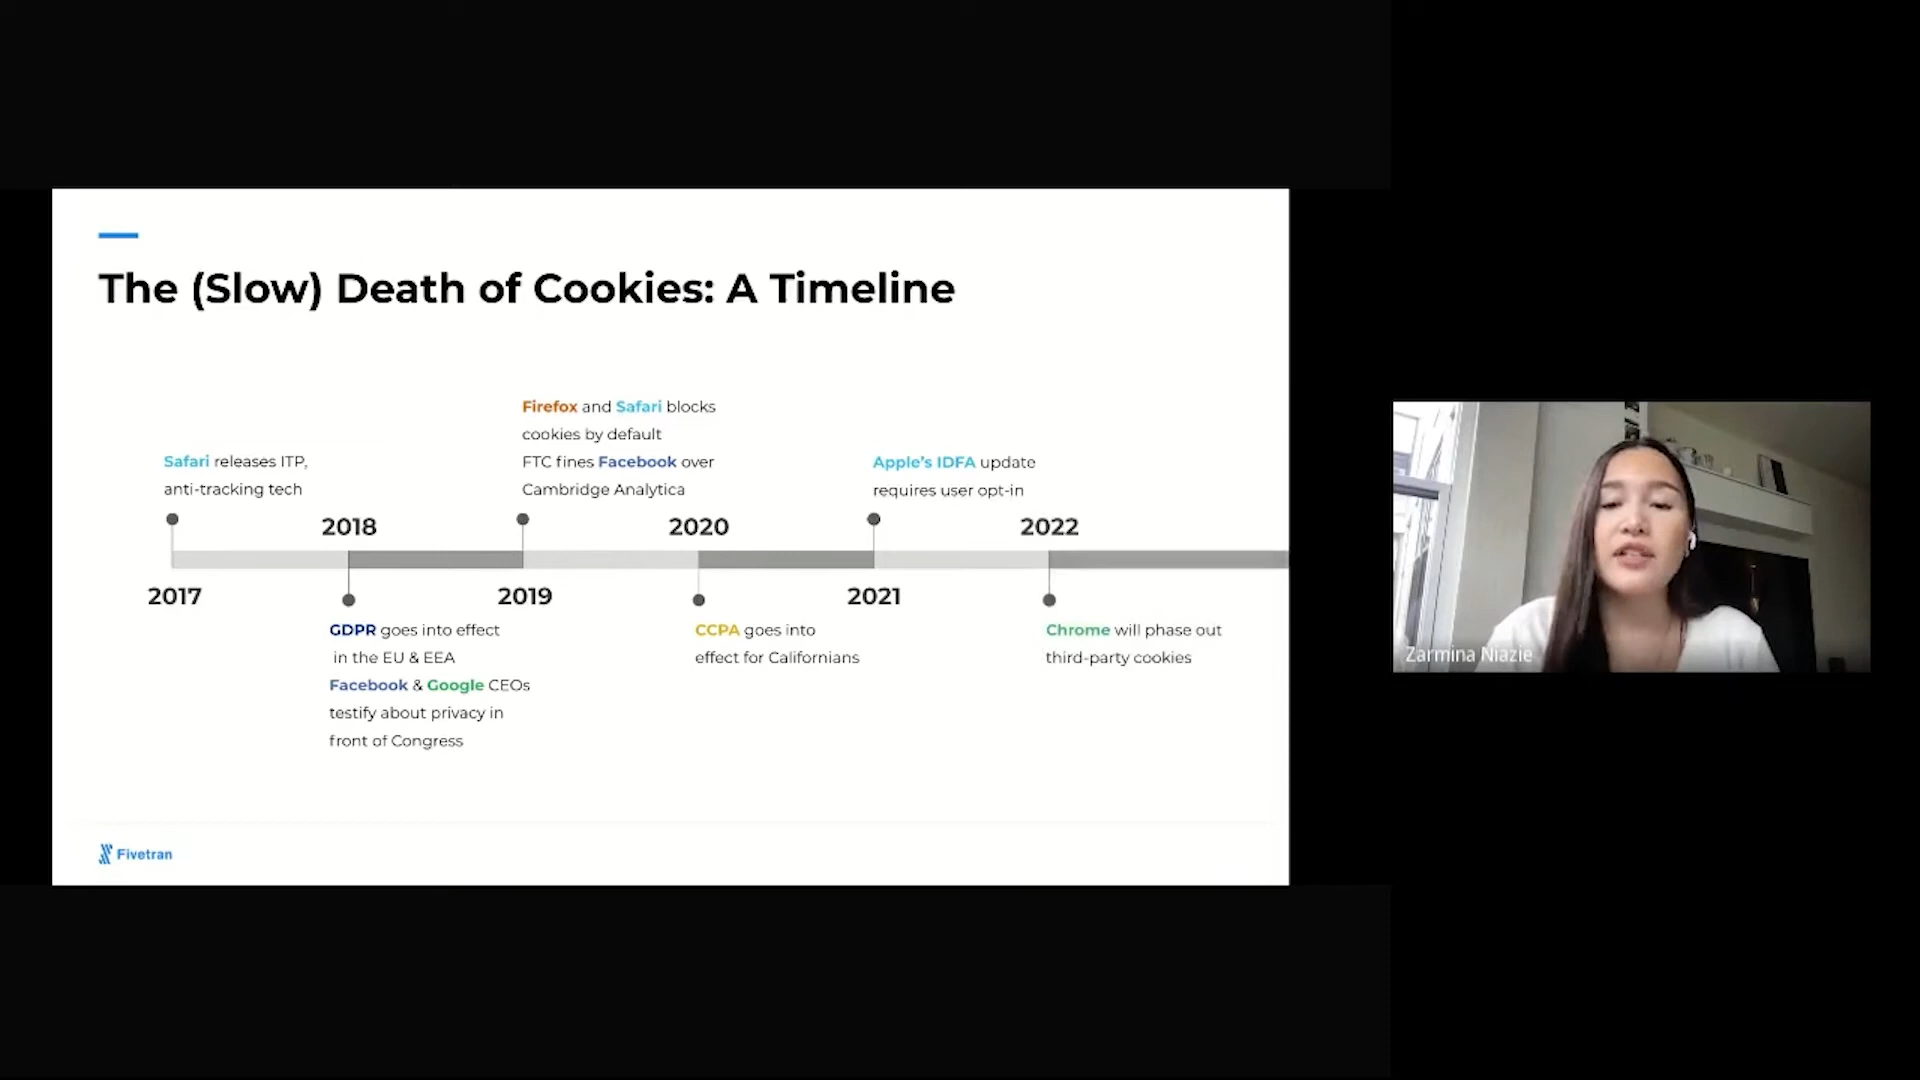 The (Slow) Death of Cookies: A Timeline
Safari releases ITP,
anti-tracking tech
2017
2018
GDPR goes into effect
in the EU & EEA
Facebook & Google CEOs
testify about privacy in
front of Congress
Firefox and Safari blocks
cookies by default
FTC fines Facebook over
Cambridge Analytica
2019
2020
CCPA goes into
effect for Californians
Apple's IDFA update
requires user opt-in
2021
2022
Chrome will phase out
third-party cookies
Fivetran
Zarmina Niazie